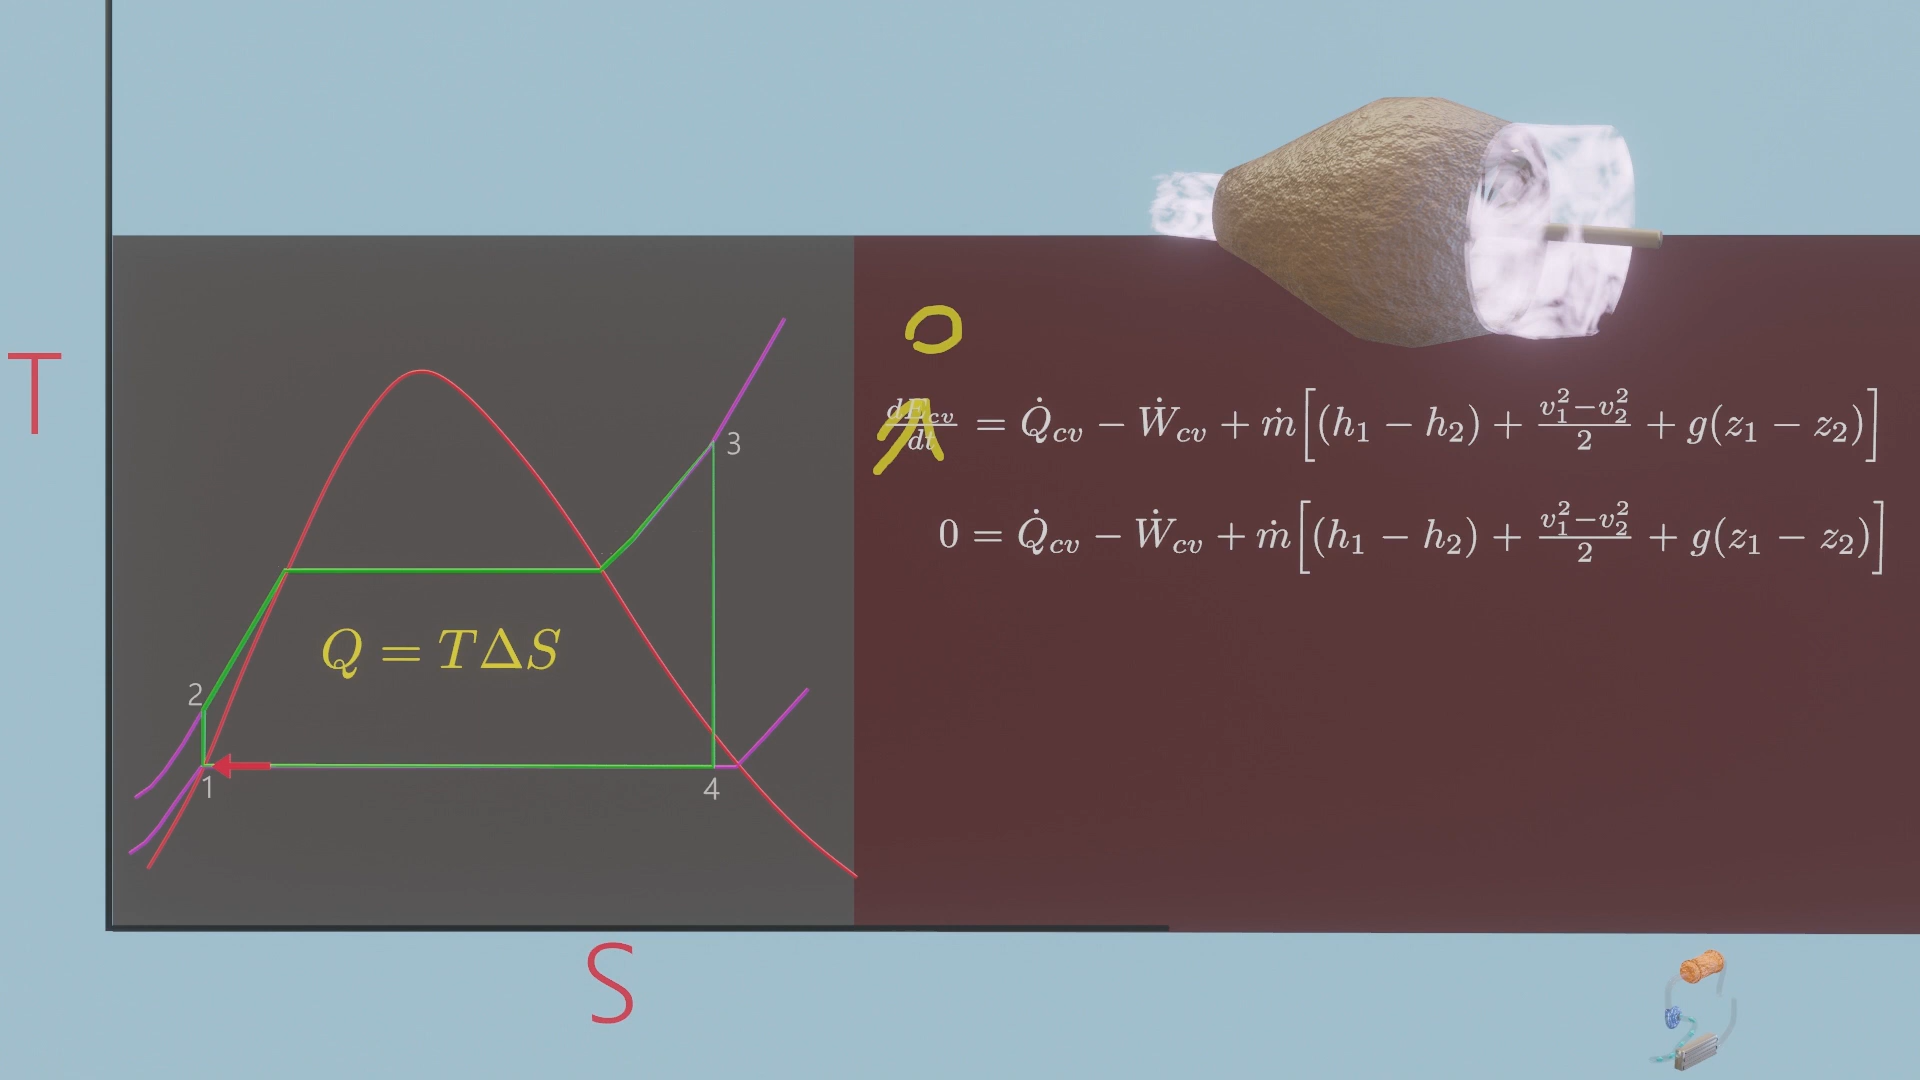 T
S
1
2
3
4
Q = TΔS
0
dE_cv/dt = Q̇_cv − Ẇ_cv + ṁ[(h₁ − h₂) + (v₁² − v₂²)/2 + g(z₁ − z₂)]
0 = Q̇_cv − Ẇ_cv + ṁ[(h₁ − h₂) + (v₁² − v₂²)/2 + g(z₁ − z₂)]